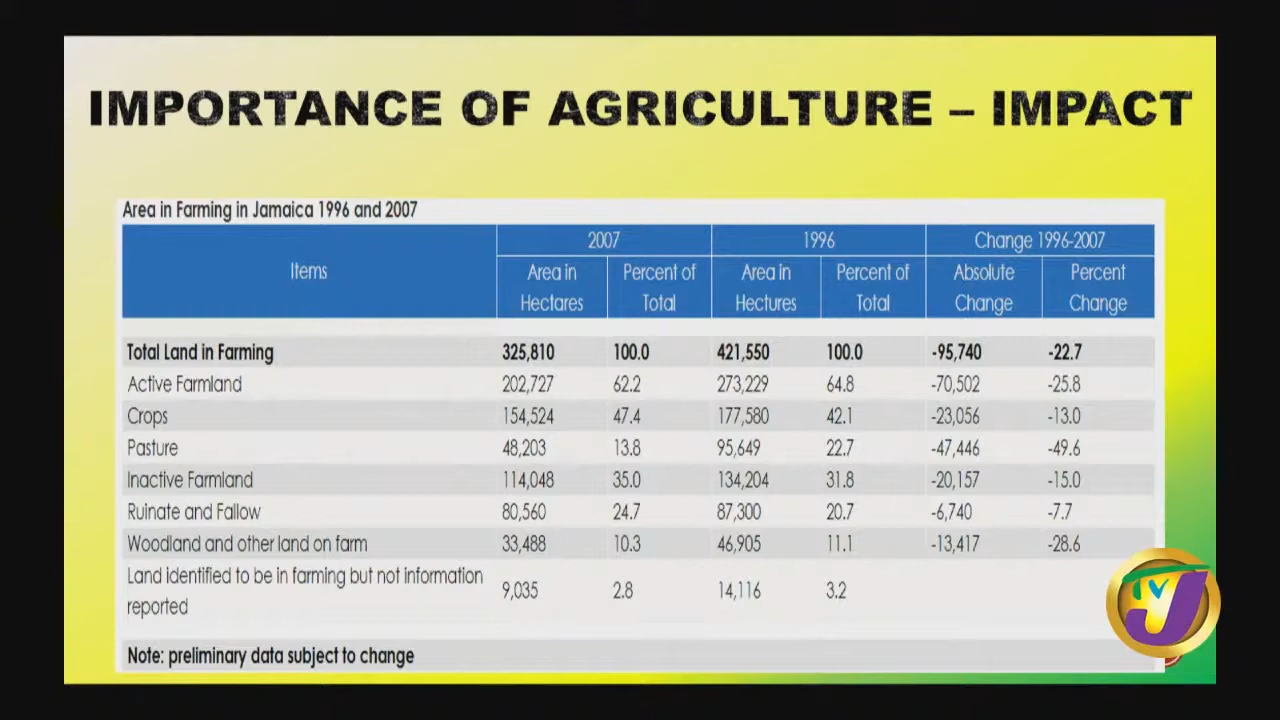 IMPORTANCE OF AGRICULTURE – IMPACT
Area in Farming in Jamaica 1996 and 2007
Items 2007 1996 Change 1996-2007
Area in Hectares Percent of Total Area in Hectures Percent of Total Absolute Change Percent Change
Total Land in Farming 325,810 100.0 421,550 100.0 -95,740 -22.7
Active Farmland 202,727 62.2 273,229 64.8 -70,502 -25.8
Crops 154,524 47.4 177,580 42.1 -23,056 -13.0
Pasture 48,203 13.8 95,649 22.7 -47,446 -49.6
Inactive Farmland 114,048 35.0 134,204 31.8 -20,157 -15.0
Ruinate and Fallow 80,560 24.7 87,300 20.7 -6,740 -7.7
Woodland and other land on farm 33,488 10.3 46,905 11.1 -13,417 -28.6
Land identified to be in farming but not information
reported 9,035 2.8 14,116 3.2
Note: preliminary data subject to change
TVJ